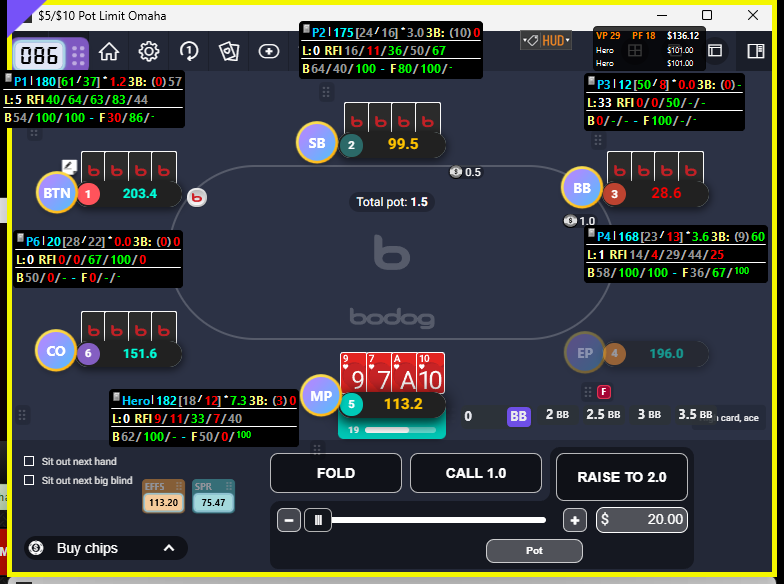 $5/$10 Pot Limit Omaha
086
1
HUD
VP 29 PF 18 $136.12
Hero $101.00
Hero $101.00
P2 | 175 [24/16] * 3.0 3B: (10) 0
L: 0 RFI 16/11/36/50/67
B 64/40/100 - F 80/100/-
P1 | 180 [61/37] * 1.2 3B: (0) 57
L: 5 RFI 40/64/63/83/44
B 54/100/100 - F 30/86/-
P3 | 12 [50/8] * 0.0 3B: (0) -
L: 33 RFI 0/0/50/-/-
B 0/-/- - F 100/-/-
SB
2
99.5
0.5
BTN
1
203.4
b
BB
3
28.6
1.0
Total pot: 1.5
b
bodog
P6 | 20 [28/22] * 0.0 3B: (0) 0
L: 0 RFI 0/0/67/100/0
B 50/0/- - F 0/-/-
P4 | 168 [23/13] * 3.6 3B: (9) 60
L: 1 RFI 14/4/29/44/25
B 58/100/100 - F 36/67/100
CO
6
151.6
EP
4
196.0
Hero | 182 [18/12] * 7.3 3B: (3) 0
L: 0 RFI 9/11/33/7/40
B 62/100/- - F 50/0/100
9 7 A 10
9 7 A 10
MP
5
113.2
19
F
0 BB 2 BB 2.5 BB 3 BB 3.5 BB
card, ace
Sit out next hand
Sit out next big blind
EFFS
113.20
SPR
75.47
FOLD
CALL 1.0
RAISE TO 2.0
$ 20.00
Pot
Buy chips